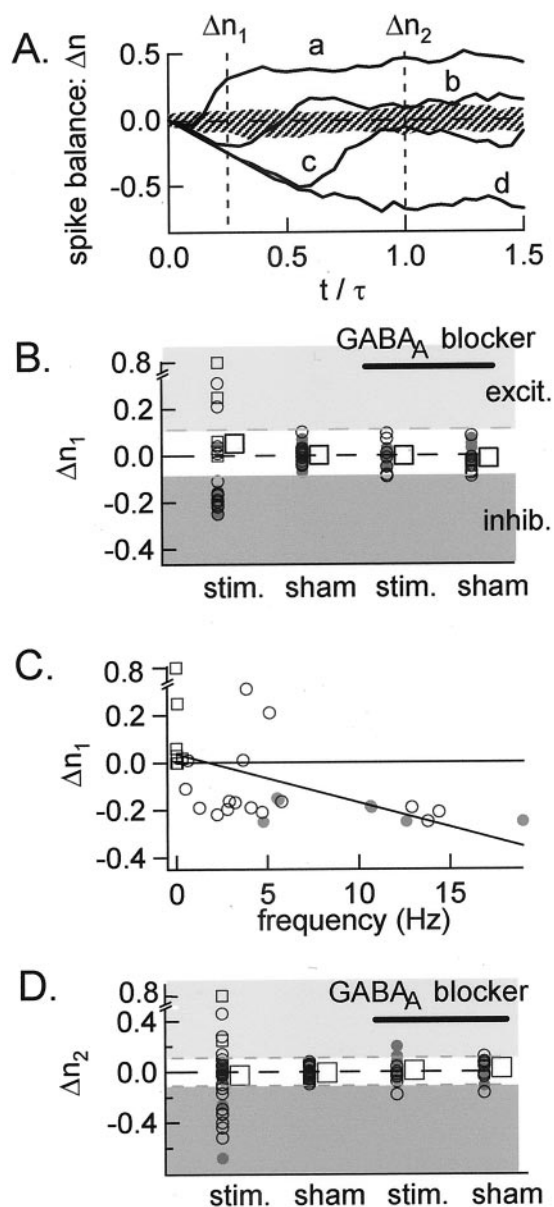 A.
Δn₁
Δn₂
a
b
c
d
spike balance: Δn
0.5
0.0
-0.5
0.0
0.5
1.0
1.5
t / τ
B.
GABA_A blocker
excit.
inhib.
Δn₁
0.8
0.2
0.0
-0.2
-0.4
stim.
sham
stim.
sham
C.
Δn₁
0.8
0.2
0.0
-0.2
-0.4
0
5
10
15
frequency (Hz)
D.
GABA_A blocker
Δn₂
0.8
0.4
0.0
-0.4
stim.
sham
stim.
sham